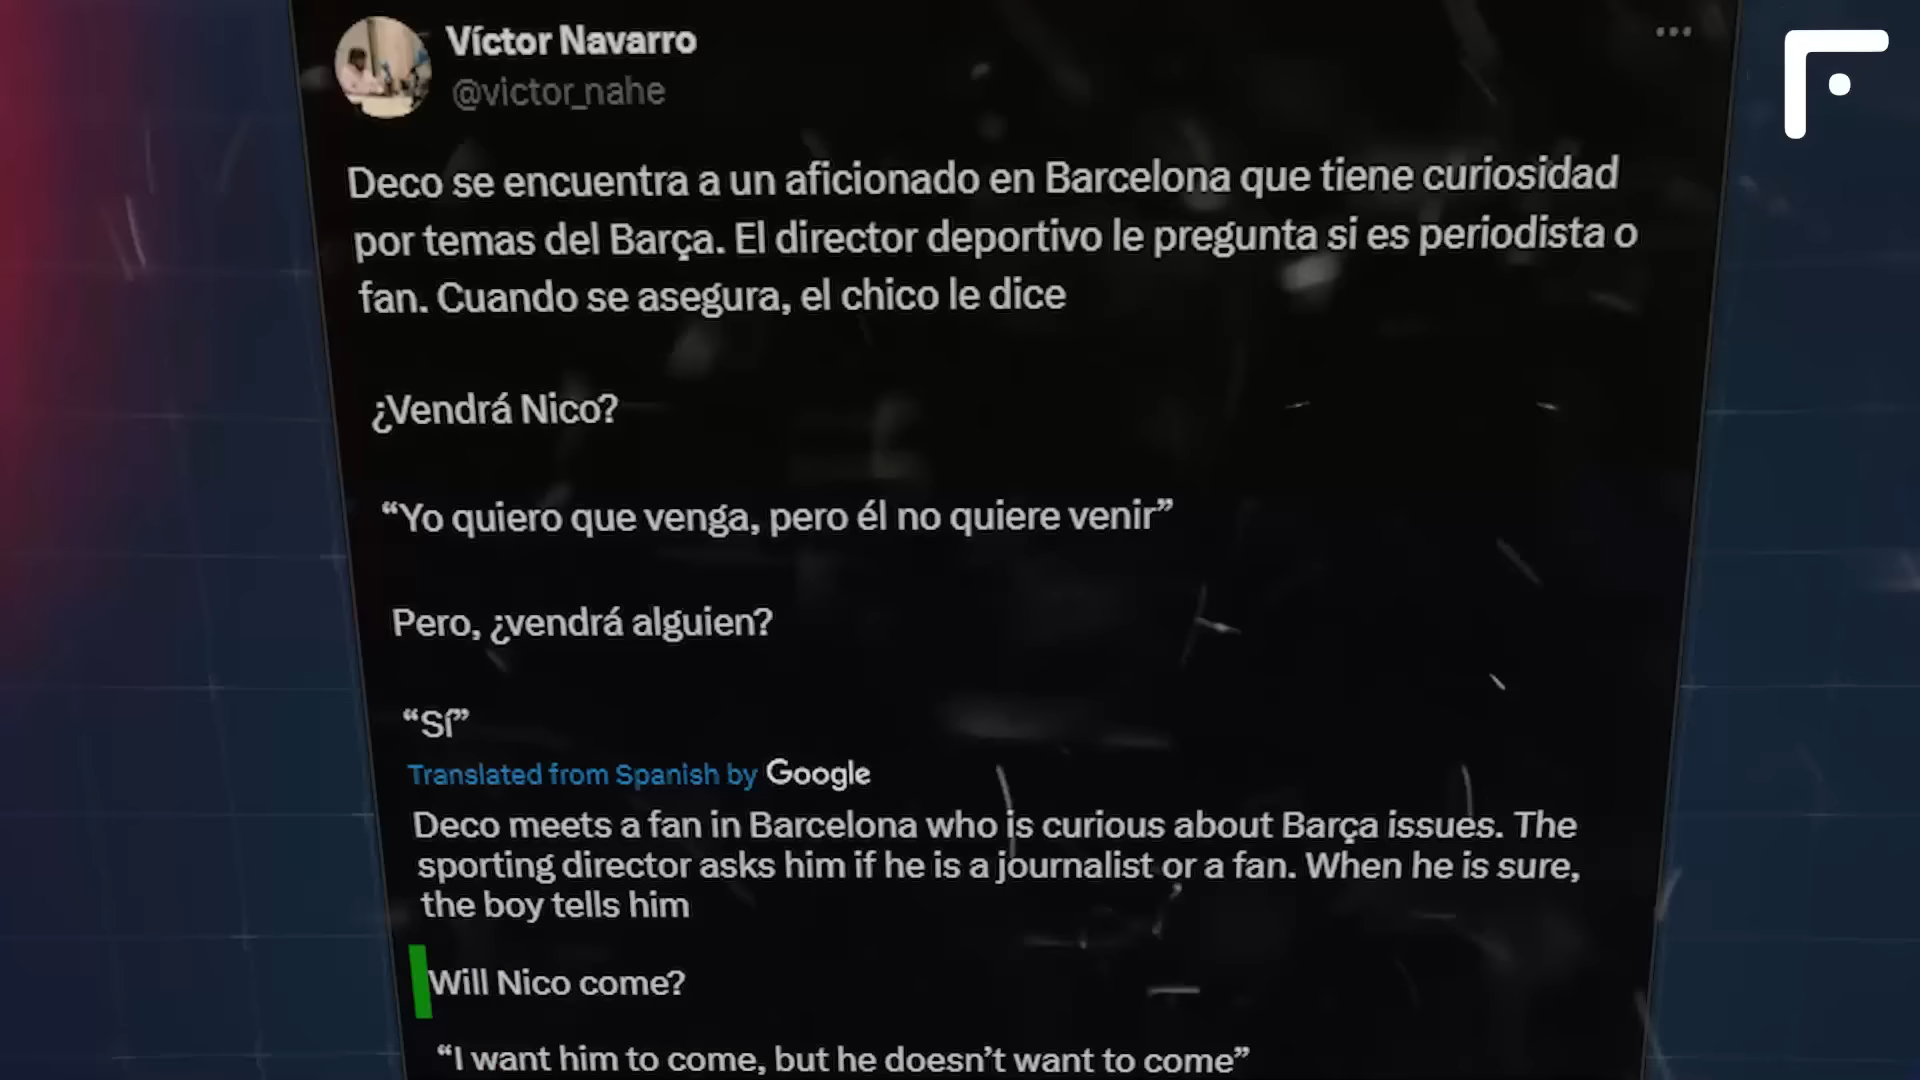 Víctor Navarro
@victor_nahe
Deco se encuentra a un aficionado en Barcelona que tiene curiosidad
por temas del Barça. El director deportivo le pregunta si es periodista o
fan. Cuando se asegura, el chico le dice
¿Vendrá Nico?
“Yo quiero que venga, pero él no quiere venir”
Pero, ¿vendrá alguien?
“Sí”
Translated from Spanish by Google
Deco meets a fan in Barcelona who is curious about Barça issues. The
sporting director asks him if he is a journalist or a fan. When he is sure,
the boy tells him
Will Nico come?
“I want him to come, but he doesn’t want to come”